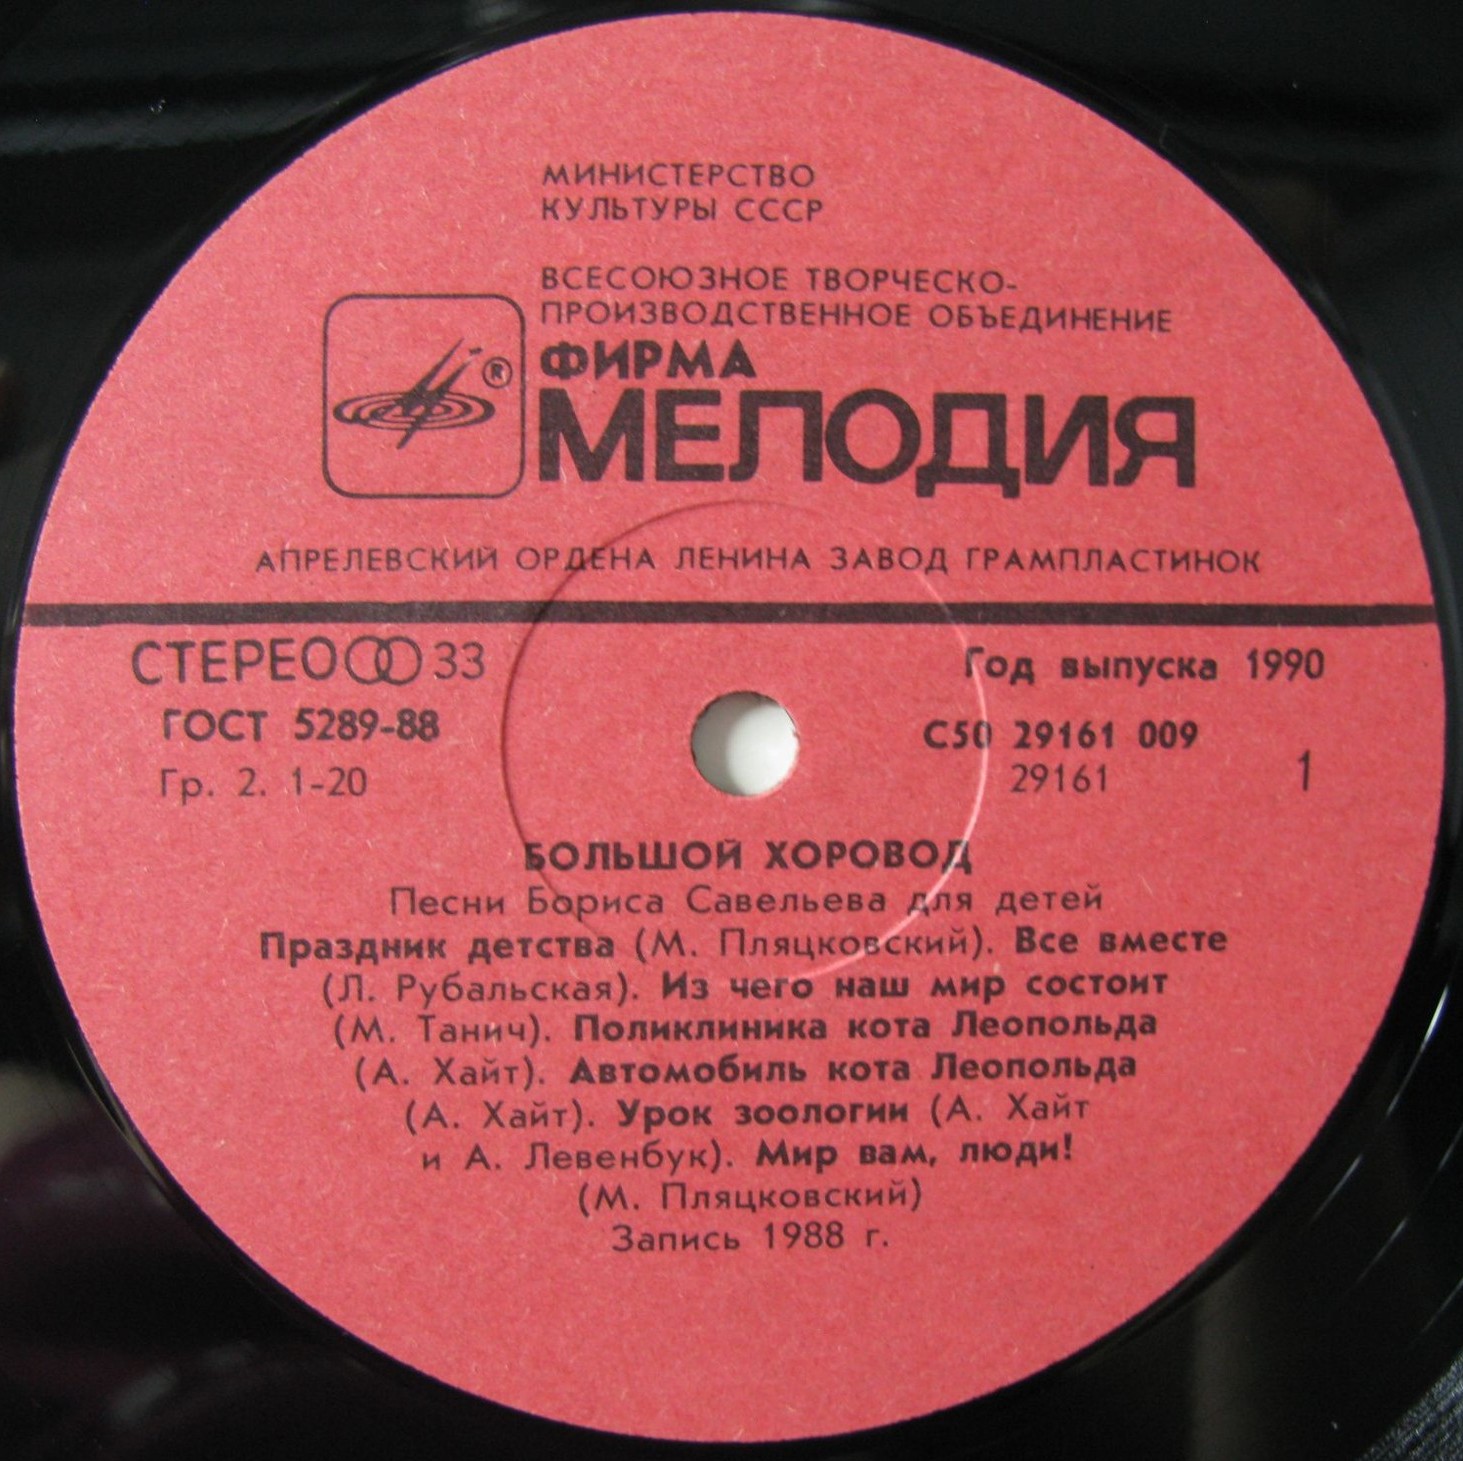 МИНИСТЕРСТВО
КУЛЬТУРЫ СССР
ВСЕСОЮЗНОЕ ТВОРЧЕСКО-
ПРОИЗВОДСТВЕННОЕ ОБЪЕДИНЕНИЕ
ФИРМА
МЕЛОДИЯ
®
АПРЕЛЕВСКИЙ ОРДЕНА ЛЕНИНА ЗАВОД ГРАМПЛАСТИНОК
СТЕРЕО 33
Год выпуска 1990
ГОСТ 5289-88
С50 29161 009
Гр. 2. 1-20
29161
1
БОЛЬШОЙ ХОРОВОД
Песни Бориса Савельева для детей
Праздник детства (М. Пляцковский). Все вместе
(Л. Рубальская). Из чего наш мир состоит
(М. Танич). Поликлиника кота Леопольда
(А. Хайт). Автомобиль кота Леопольда
(А. Хайт). Урок зоологии (А. Хайт
и А. Левенбук). Мир вам, люди!
(М. Пляцковский)
Запись 1988 г.